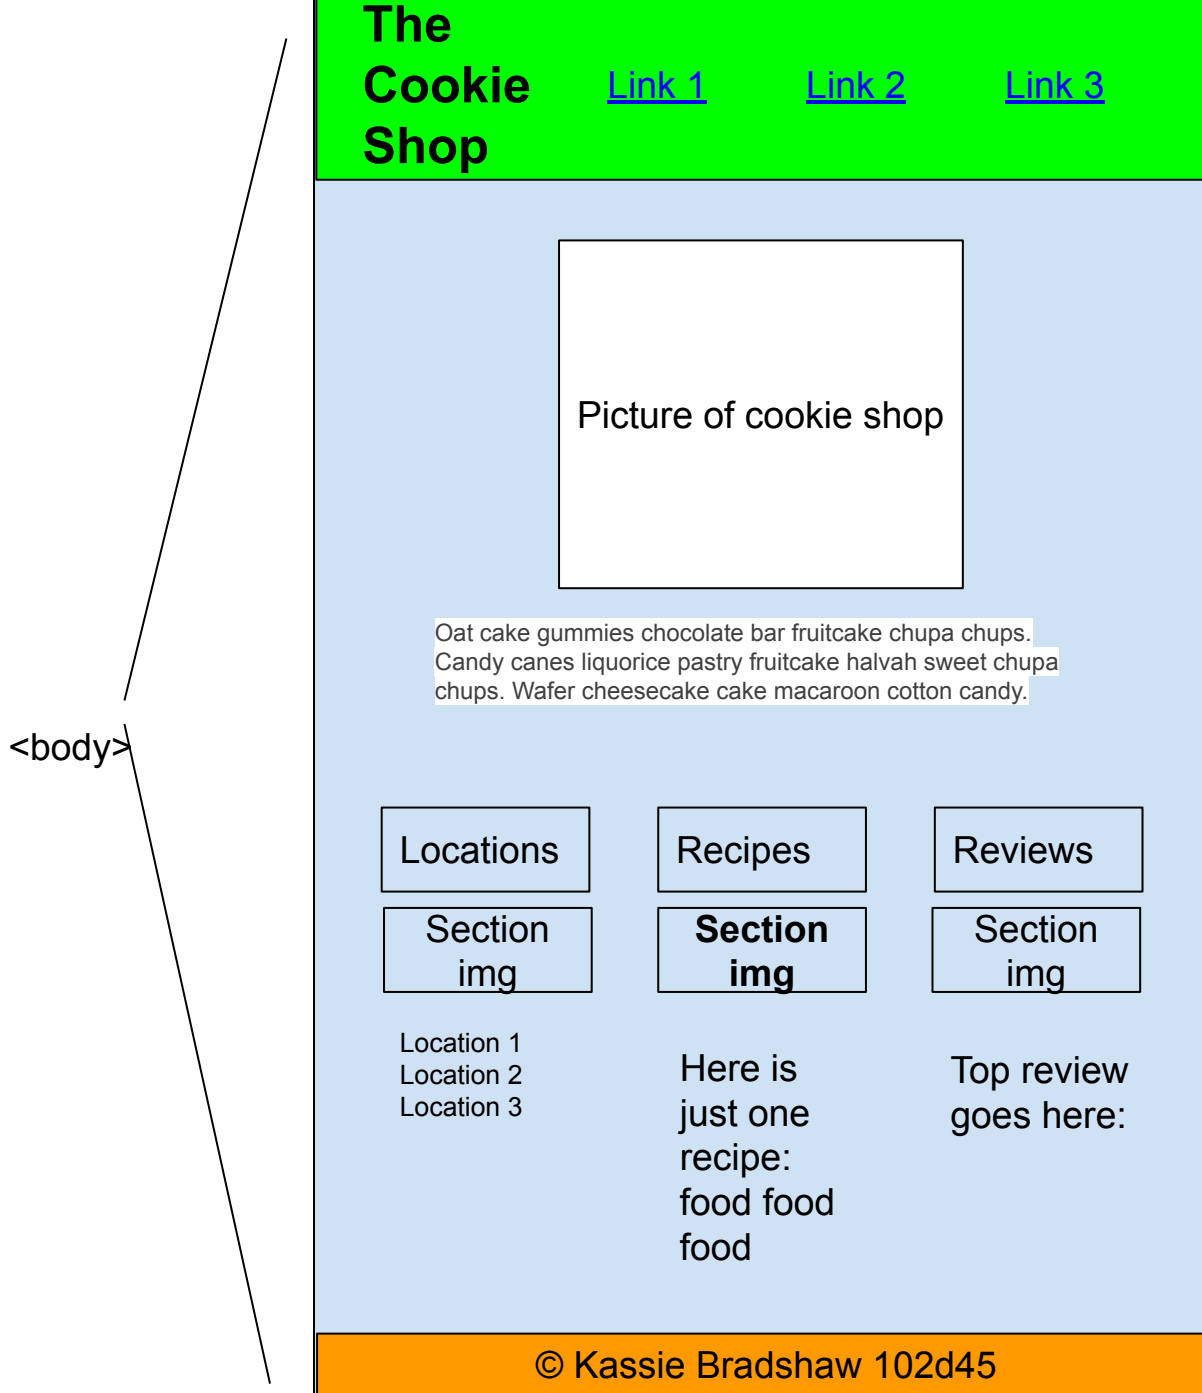 The
Cookie
Shop
Link 1
Link 2
Link 3
Picture of cookie shop
Oat cake gummies chocolate bar fruitcake chupa chups.
Candy canes liquorice pastry fruitcake halvah sweet chupa
chups. Wafer cheesecake cake macaroon cotton candy.
<body>
Locations
Section
img
Location 1
Location 2
Location 3
Recipes
Section
img
Here is
just one
recipe:
food food
food
Reviews
Section
img
Top review
goes here:
© Kassie Bradshaw 102d45